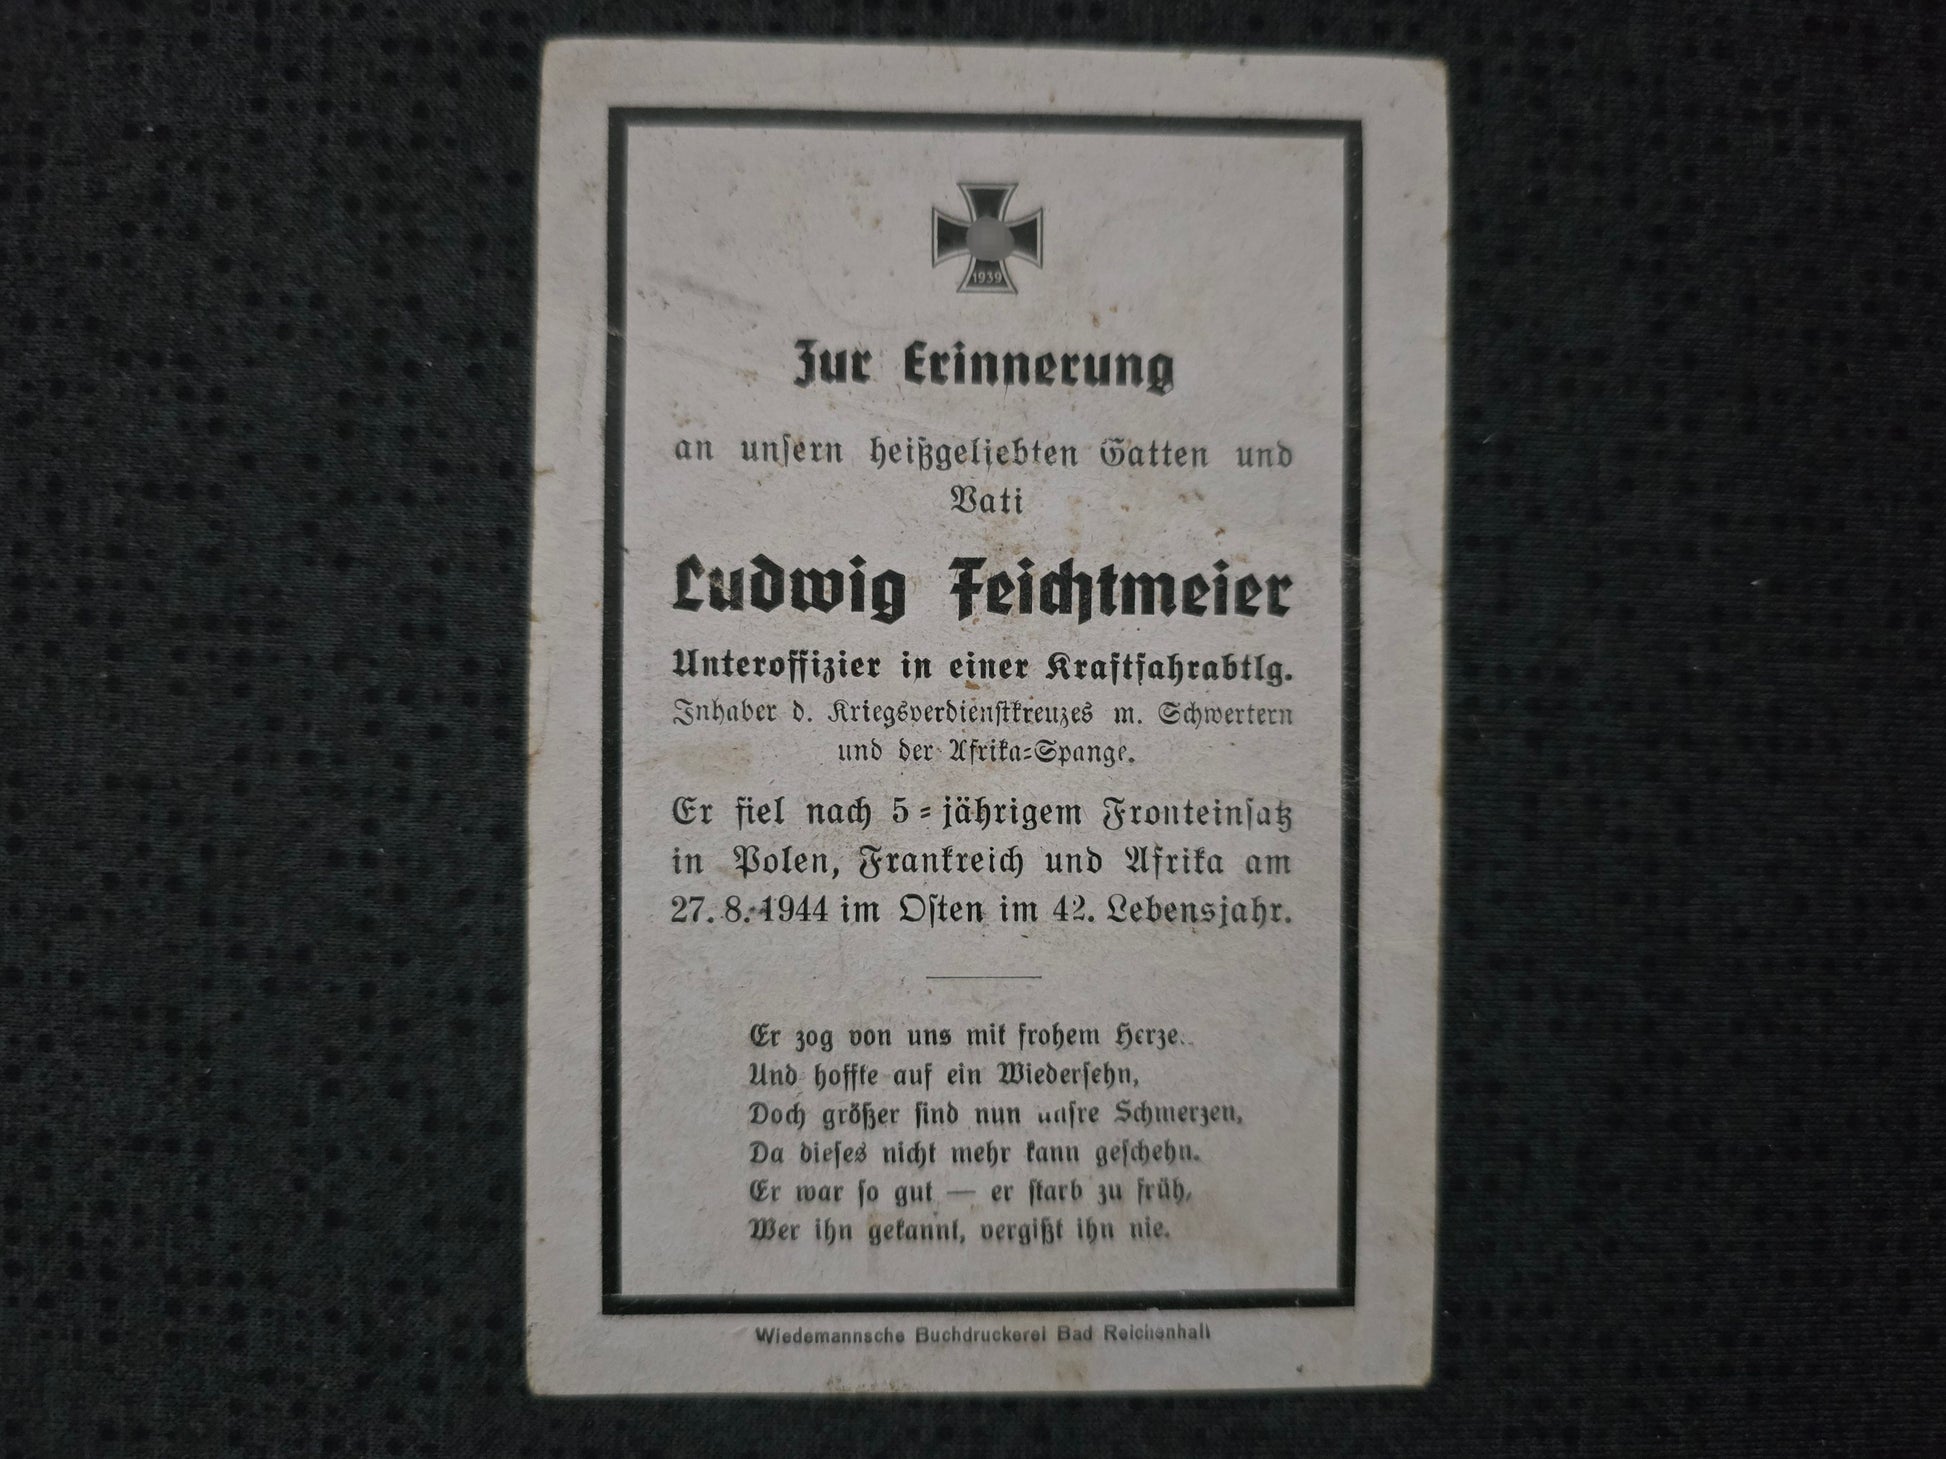 1939
Zur Erinnerung
an unsern heißgeliebten Gatten und
Vati
Ludwig Feichtmeier
Unteroffizier in einer Kraftfahrabtlg.
Inhaber d. Kriegsverdienstkreuzes m. Schwertern
und der Afrika-Spange.
Er fiel nach 5-jährigem Fronteinsatz
in Polen, Frankreich und Afrika am
27. 8. 1944 im Osten im 42. Lebensjahr.
Er zog von uns mit frohem Herze.
Und hoffte auf ein Wiedersehn,
Doch größer sind nun unsre Schmerzen,
Da dieses nicht mehr kann geschehn.
Er war so gut — er starb zu früh,
Wer ihn gekannt, vergißt ihn nie.
Wiedemannsche Buchdruckerei Bad Reichenhall